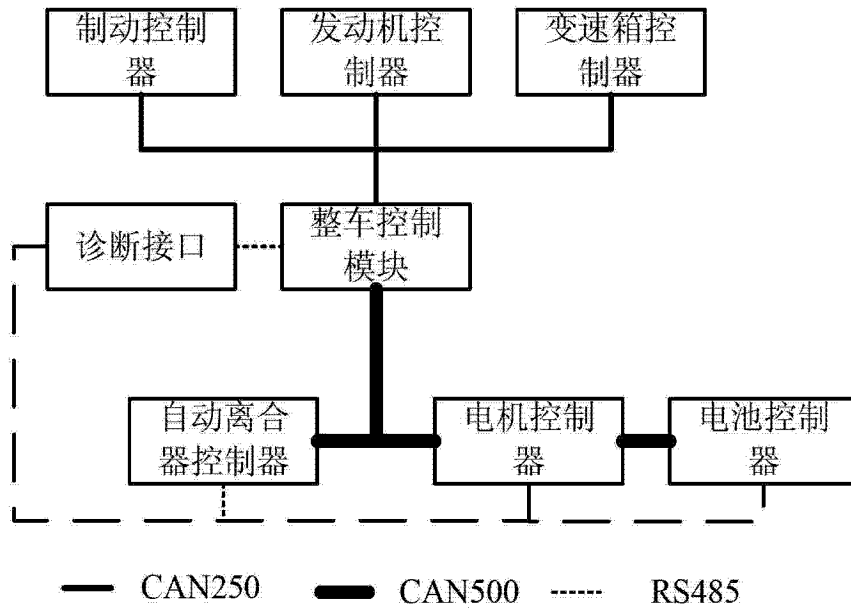 制动控制
器
发动机控
制器
变速箱控
制器
诊断接口
整车控制
模块
自动离合
器控制器
电机控制
器
电池控制
器
CAN250
CAN500
RS485